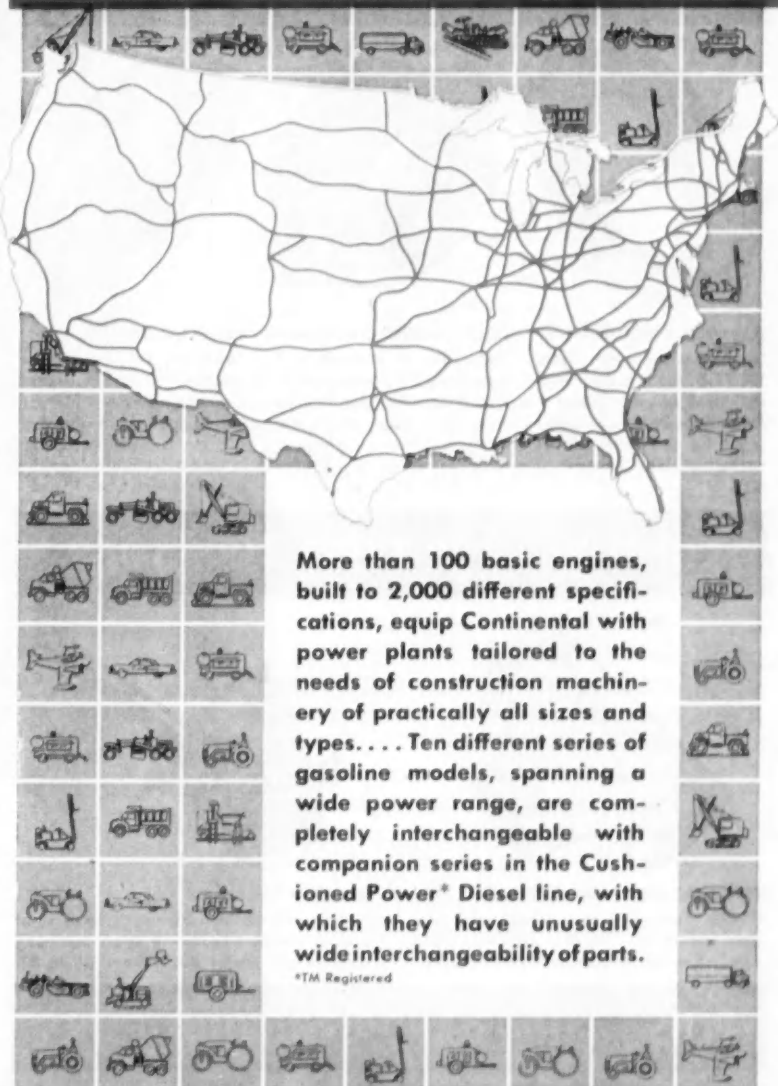 More than 100 basic engines,
built to 2,000 different specifi-
cations, equip Continental with
power plants tailored to the
needs of construction machin-
ery of practically all sizes and
types.... Ten different series of
gasoline models, spanning a
wide power range, are com-
pletely interchangeable with
companion series in the Cush-
ioned Power* Diesel line, with
which they have unusually
wide interchangeability of parts.
*TM Registered